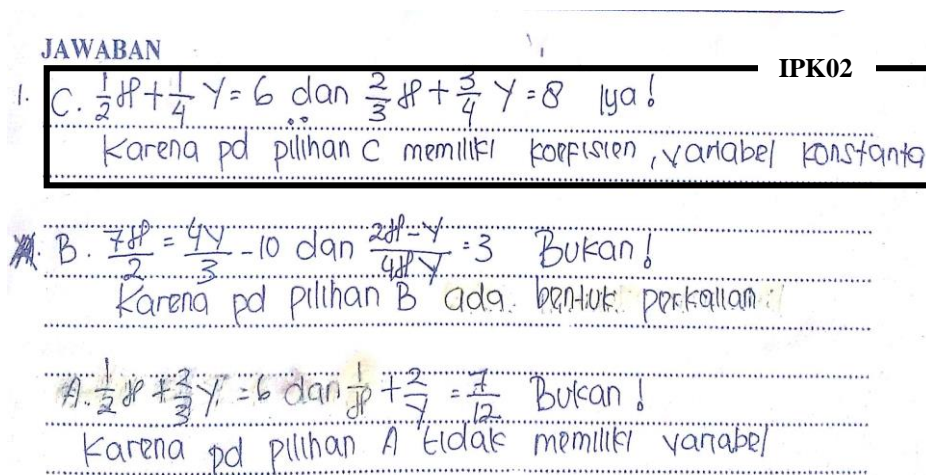 JAWABAN
IPK02
1. C. 1/2 x + 1/4 y = 6 dan 2/3 x + 3/4 y = 8 Iya!
Karena pd pilihan C memiliki koefisien, variabel konstanta
B. 7x/2 = 4y/3 - 10 dan 2x-y/4xy = 3 Bukan!
Karena pd pilihan B ada bentuk perkalian
A. 1/2 x + 2/3 y = 6 dan 1/x + 2/y = 7/12 Bukan!
Karena pd pilihan A tidak memiliki variabel